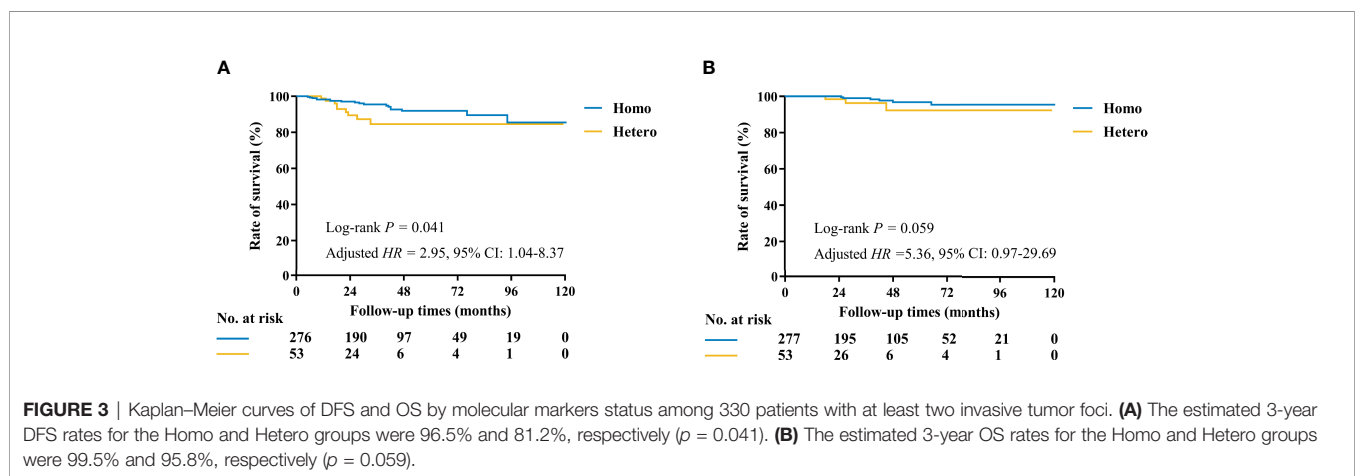 A
B
Rate of survival (%)
100
80
60
40
20
0
Homo
Hetero
Log-rank P = 0.041
Adjusted HR = 2.95, 95% CI: 1.04-8.37
0 24 48 72 96 120
Follow-up times (months)
No. at risk
276 190 97 49 19 0
53 24 6 4 1 0
Rate of survival (%)
100
80
60
40
20
0
Homo
Hetero
Log-rank P = 0.059
Adjusted HR =5.36, 95% CI: 0.97-29.69
0 24 48 72 96 120
Follow-up times (months)
No. at risk
277 195 105 52 21 0
53 26 6 4 1 0
FIGURE 3 | Kaplan–Meier curves of DFS and OS by molecular markers status among 330 patients with at least two invasive tumor foci. (A) The estimated 3-year
DFS rates for the Homo and Hetero groups were 96.5% and 81.2%, respectively (p = 0.041). (B) The estimated 3-year OS rates for the Homo and Hetero groups
were 99.5% and 95.8%, respectively (p = 0.059).